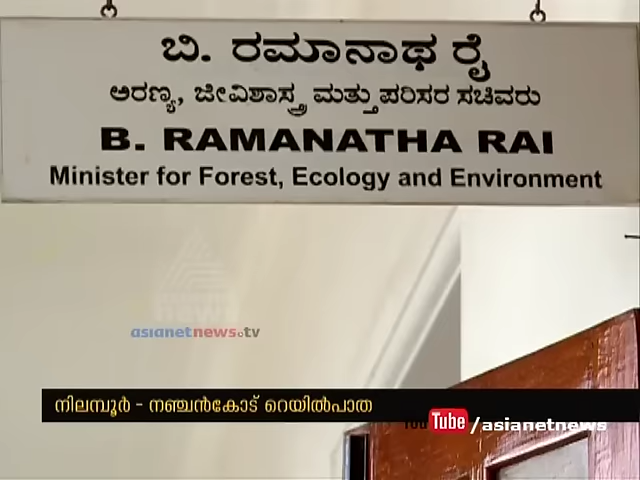 ಬಿ. ರಮಾನಾಥ ರೈ
ಅರಣ್ಯ, ಜೀವಿಶಾಸ್ತ್ರ ಮತ್ತು ಪರಿಸರ ಸಚಿವರು
B. RAMANATHA RAI
Minister for Forest, Ecology and Environment
asianetnews.tv
നിലമ്പൂർ - നഞ്ചൻകോട് റെയിൽപാത
YouTube /asianetnews